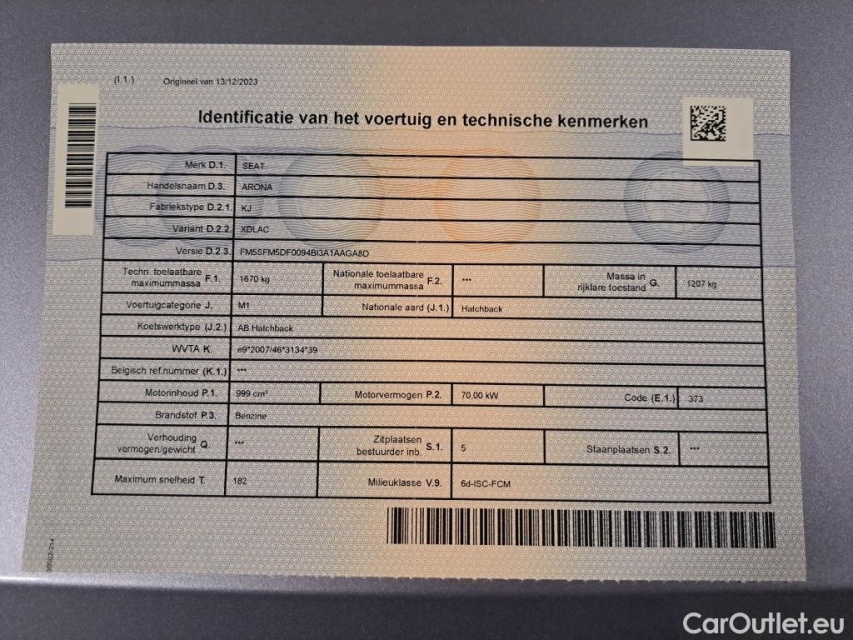 (I.1.) Origineel van 13/12/2023
Identificatie van het voertuig en technische kenmerken
Merk D.1. SEAT
Handelsnaam D.3. ARONA
Fabriekstype D.2.1. KJ
Variant D.2.2. XDLAC
Versie D.2.3. FM5SFM5DF0094BI3A1AAGA8D
Techn. toelaatbare maximummassa F.1. 1670 kg Nationale toelaatbare maximummassa F.2. --- Massa in rijklare toestand G. 1207 kg
Voertuigcategorie J. M1 Nationale aard (J.1.) Hatchback
Koetswerktype (J.2.) AB Hatchback
WVTA K. e9*2007/46*3134*39
Belgisch ref.nummer (K.1.) ---
Motorinhoud P.1. 999 cm³ Motorvermogen P.2. 70,00 kW Code (E.1.) 373
Brandstof P.3. Benzine
Verhouding vermogen/gewicht Q. --- Zitplaatsen bestuurder inb. S.1. 5 Staanplaatsen S.2. ---
Maximum snelheid T. 182 Milieuklasse V.9. 6d-ISC-FCM
CarOutlet.eu